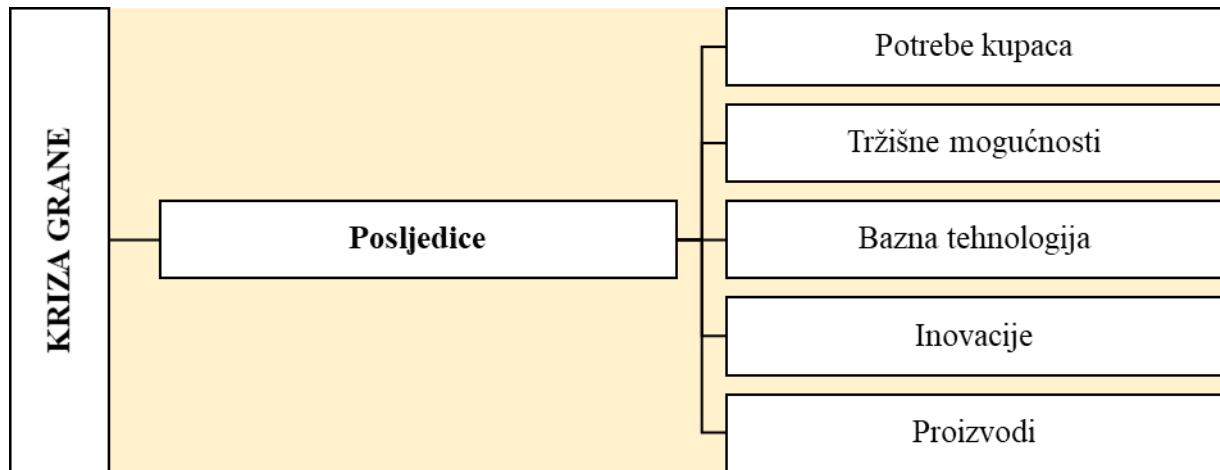 KRIZA GRANE
Posljedice
Potrebe kupaca
Tržišne mogućnosti
Bazna tehnologija
Inovacije
Proizvodi